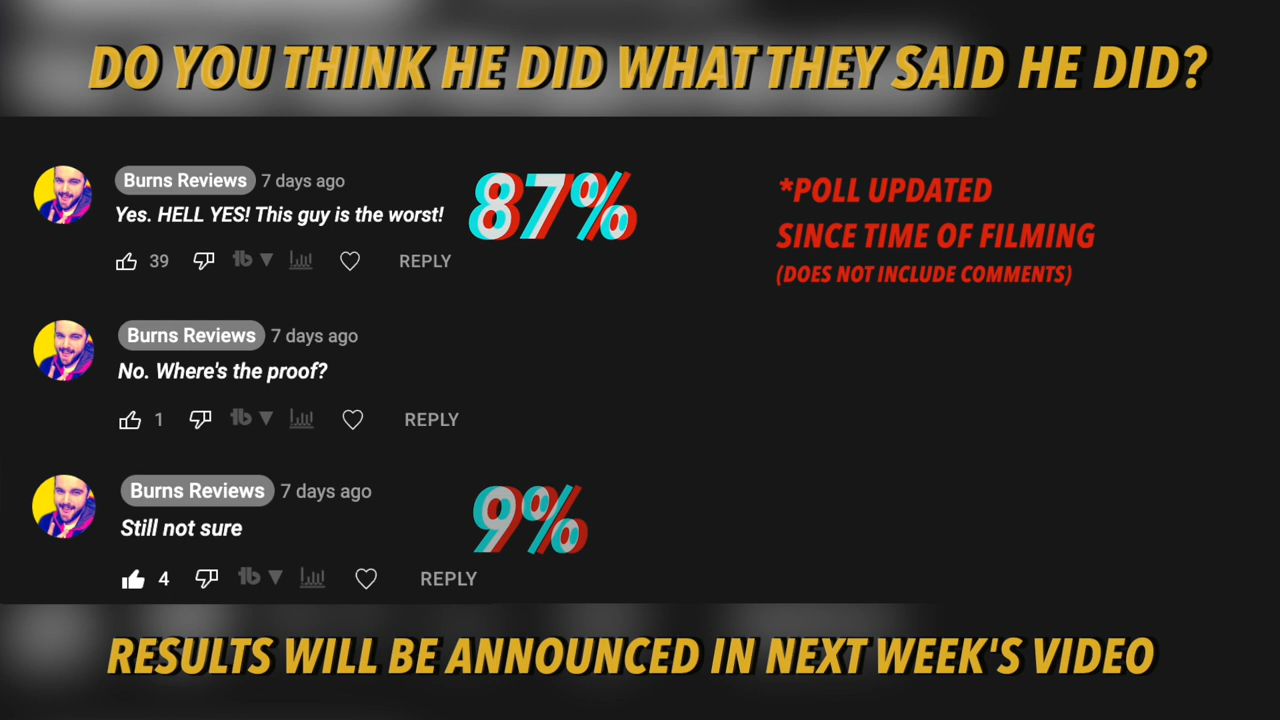 DO YOU THINK HE DID WHAT THEY SAID HE DID?
Burns Reviews 7 days ago
Yes. HELL YES! This guy is the worst!
87%
39 REPLY
*POLL UPDATED
SINCE TIME OF FILMING
(DOES NOT INCLUDE COMMENTS)
Burns Reviews 7 days ago
No. Where's the proof?
1 REPLY
Burns Reviews 7 days ago
Still not sure
9%
4 REPLY
RESULTS WILL BE ANNOUNCED IN NEXT WEEK'S VIDEO